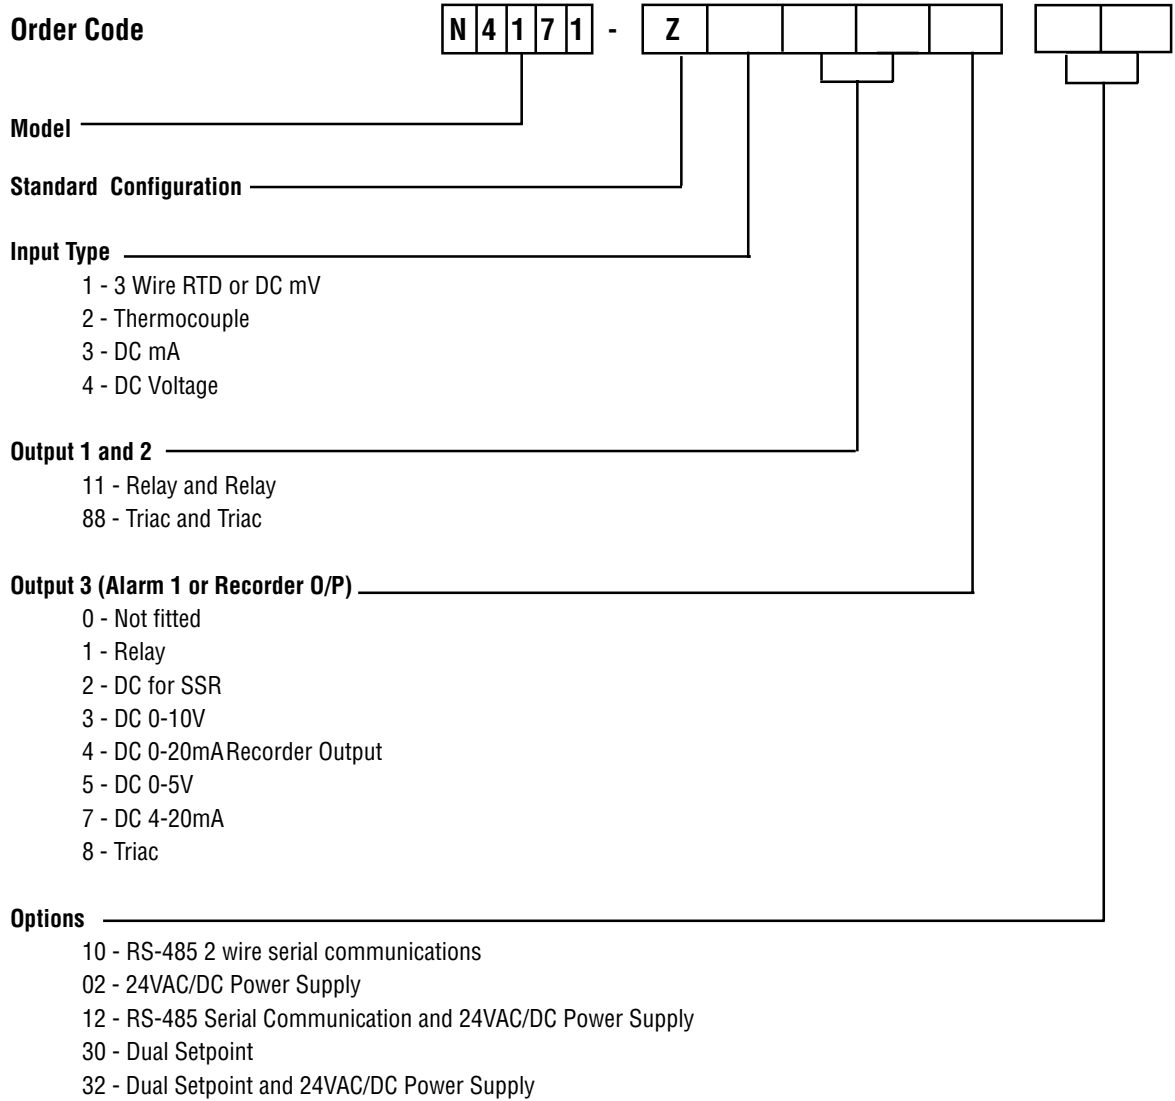 Order Code N4171 - Z
Model
Standard Configuration
Input Type
1 - 3 Wire RTD or DC mV
2 - Thermocouple
3 - DC mA
4 - DC Voltage
Output 1 and 2
11 - Relay and Relay
88 - Triac and Triac
Output 3 (Alarm 1 or Recorder O/P)
0 - Not fitted
1 - Relay
2 - DC for SSR
3 - DC 0-10V
4 - DC 0-20mA Recorder Output
5 - DC 0-5V
7 - DC 4-20mA
8 - Triac
Options
10 - RS-485 2 wire serial communications
02 - 24VAC/DC Power Supply
12 - RS-485 Serial Communication and 24VAC/DC Power Supply
30 - Dual Setpoint
32 - Dual Setpoint and 24VAC/DC Power Supply